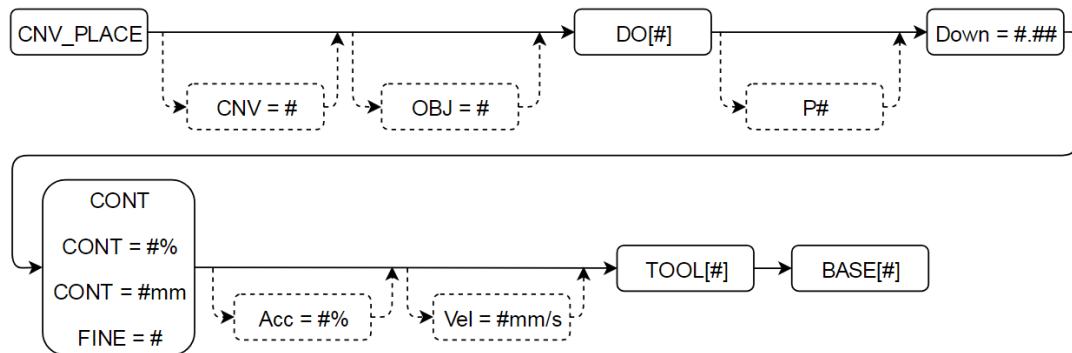 CNV_PLACE
CNV = #
OBJ = #
DO[#]
P#
Down = #.##
CONT
CONT = #%
CONT = #mm
FINE = #
Acc = #%
Vel = #mm/s
TOOL[#]
BASE[#]